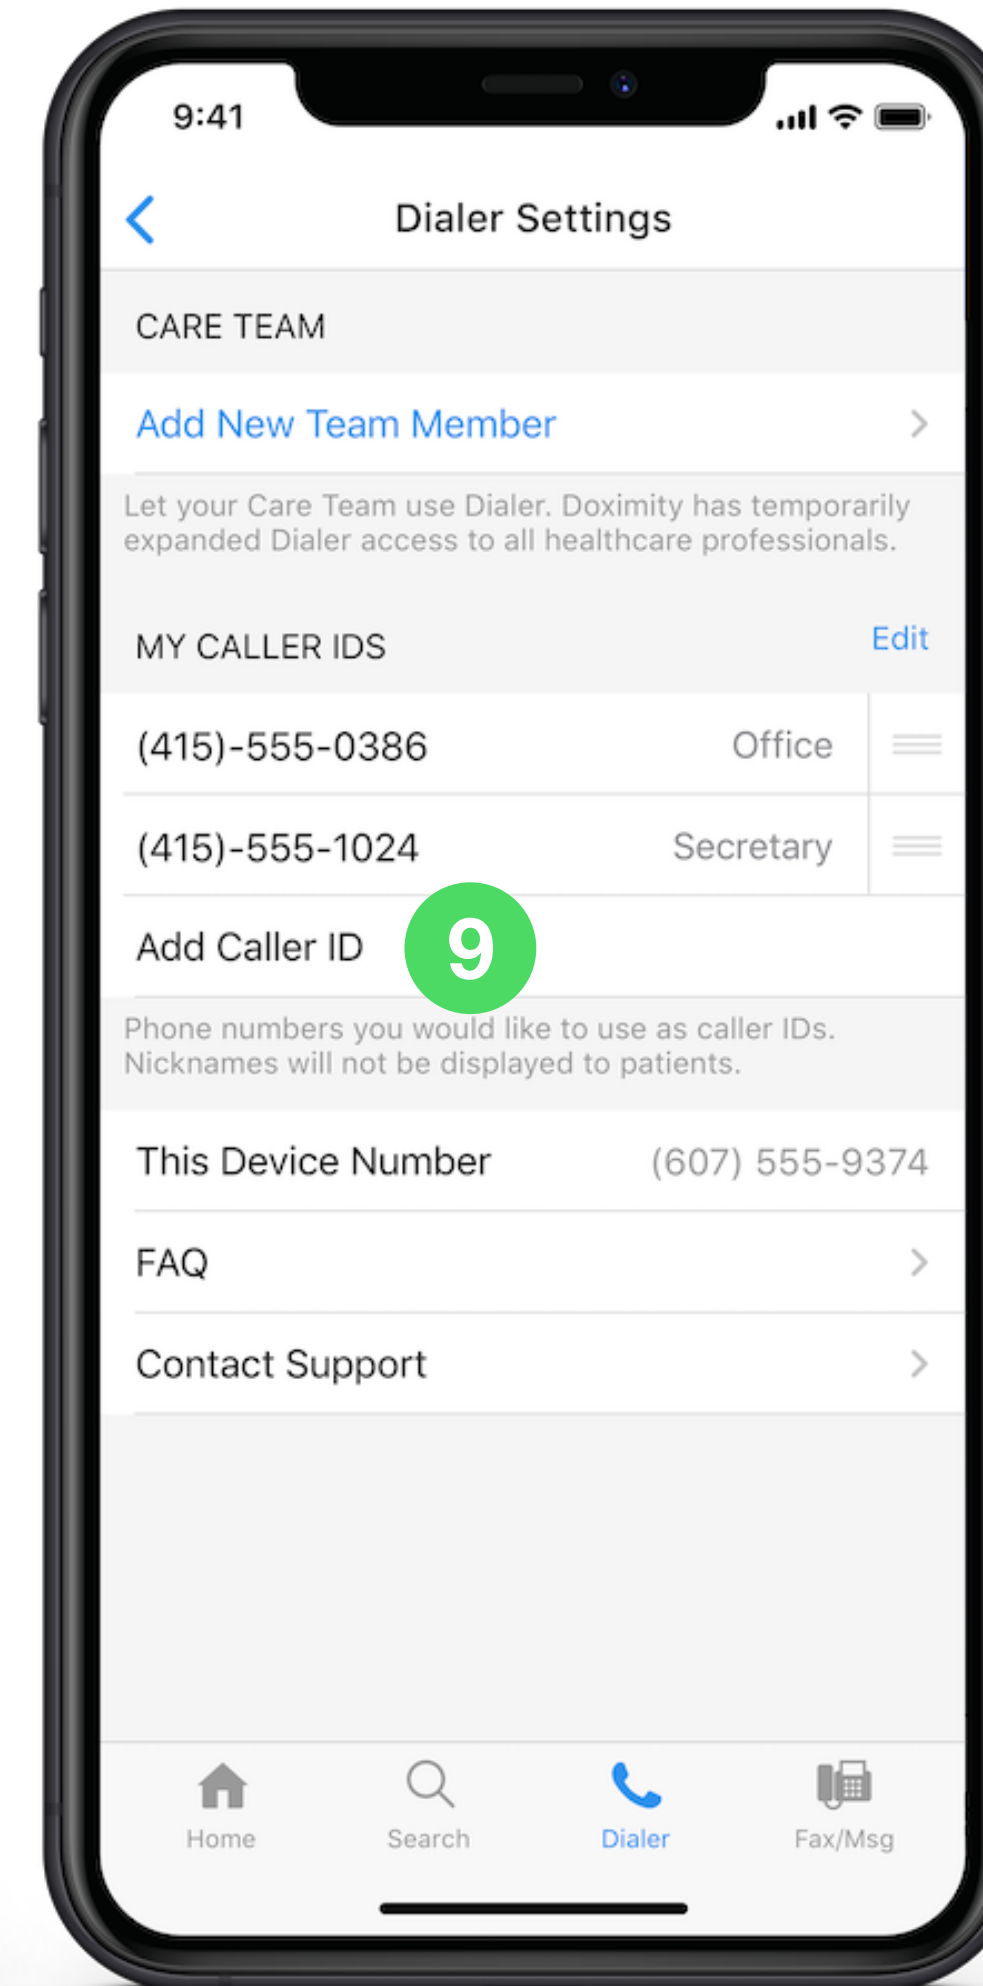 9:41
Dialer Settings
CARE TEAM
Add New Team Member
Let your Care Team use Dialer. Doximity has temporarily
expanded Dialer access to all healthcare professionals.
MY CALLER IDS Edit
(415)-555-0386 Office
(415)-555-1024 Secretary
Add Caller ID 9
Phone numbers you would like to use as caller IDs.
Nicknames will not be displayed to patients.
This Device Number (607) 555-9374
FAQ
Contact Support
Home Search Dialer Fax/Msg